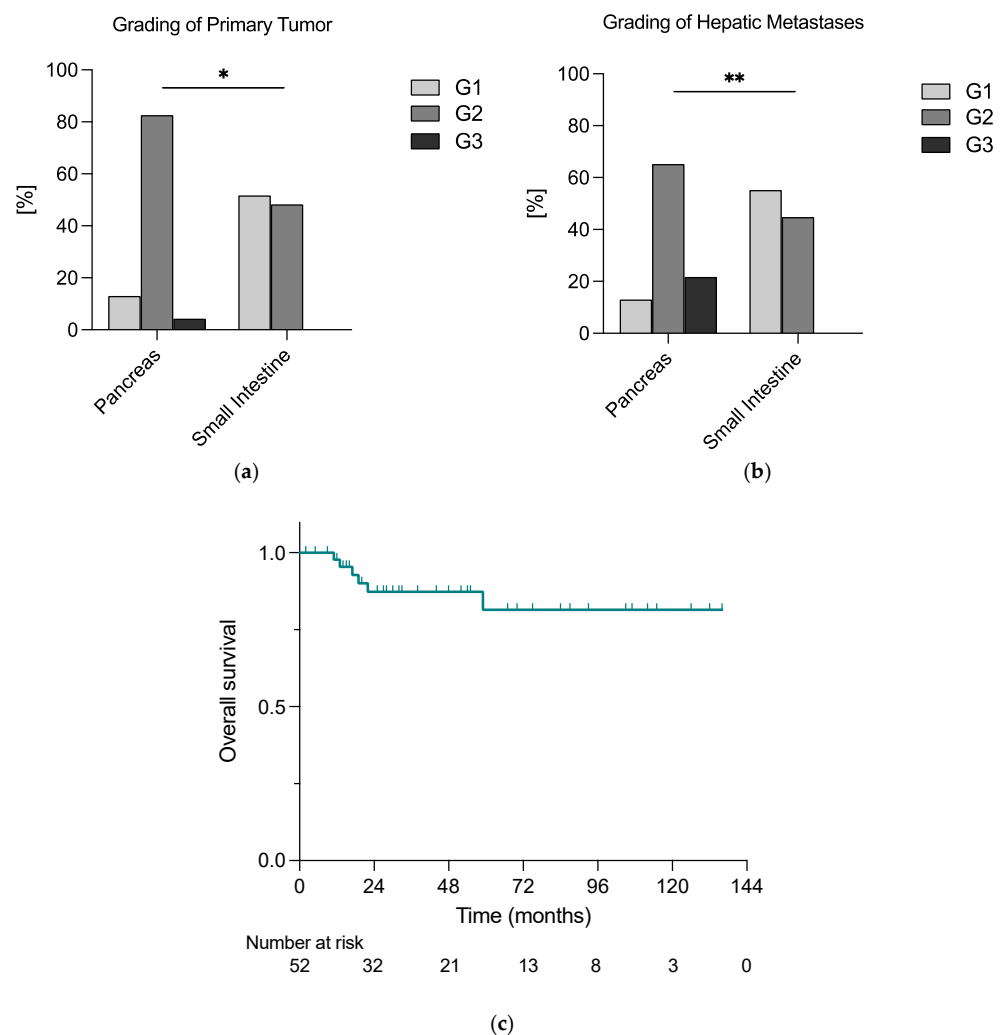 Grading of Primary Tumor
*
100
80
60
40
20
0
[%]
Pancreas
Small Intestine
G1
G2
G3
(a)
Grading of Hepatic Metastases
**
100
80
60
40
20
0
[%]
Pancreas
Small Intestine
G1
G2
G3
(b)
1.0
0.5
0.0
Overall survival
0 24 48 72 96 120 144
Time (months)
Number at risk
52 32 21 13 8 3 0
(c)